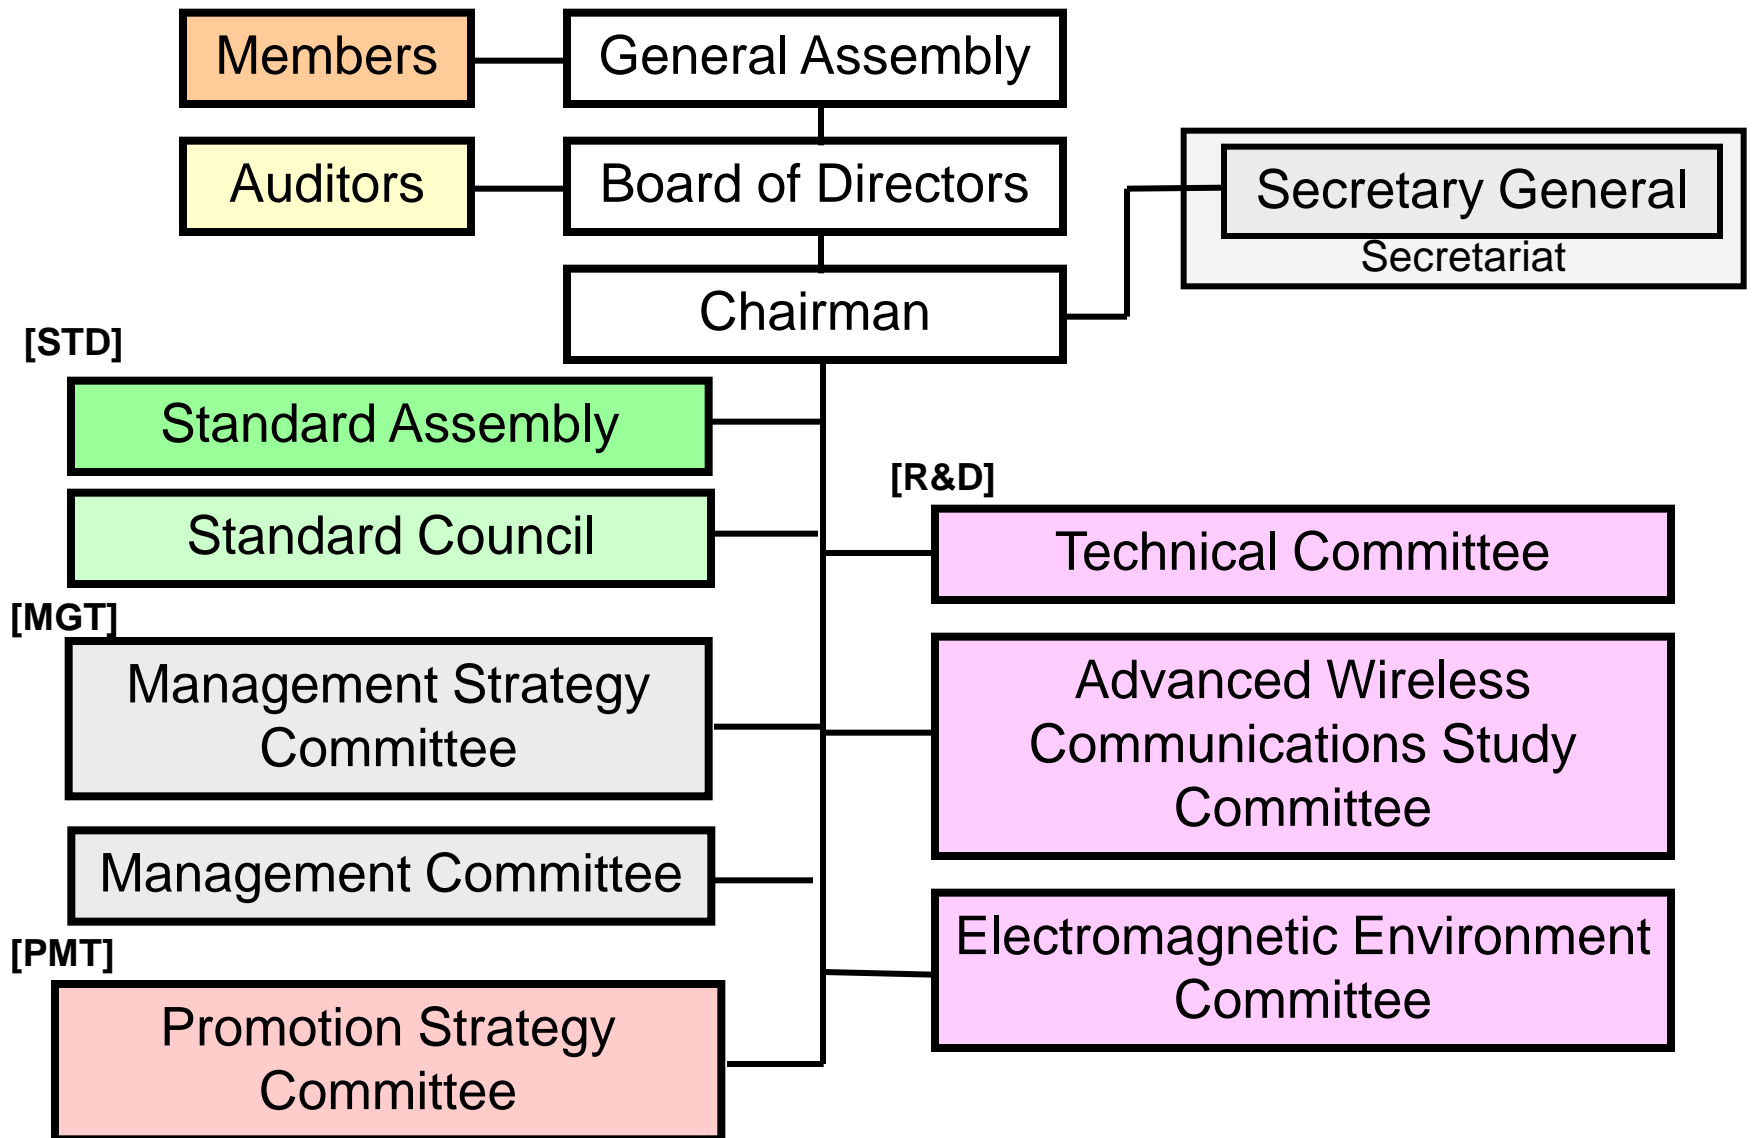 Members
General Assembly
Auditors
Board of Directors
Secretary General
Secretariat
Chairman
[STD]
Standard Assembly
Standard Council
[MGT]
Management Strategy
Committee
Management Committee
[PMT]
Promotion Strategy
Committee
[R&D]
Technical Committee
Advanced Wireless
Communications Study
Committee
Electromagnetic Environment
Committee